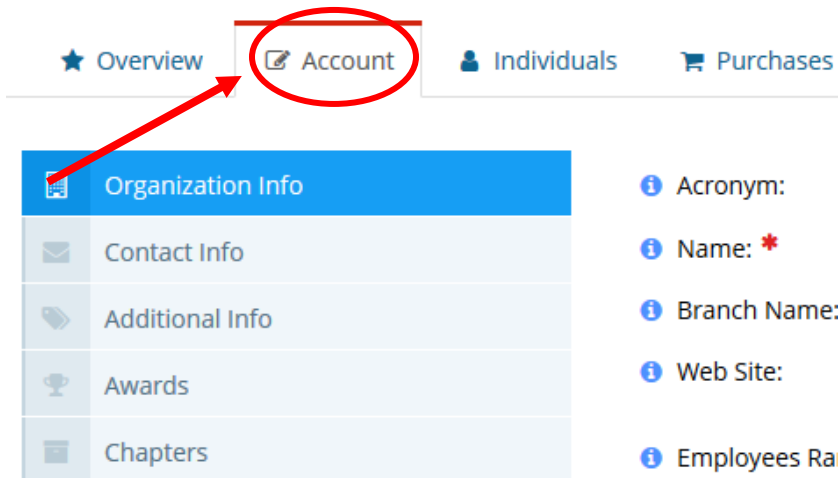 Overview Account Individuals Purchases
Organization Info
Contact Info
Additional Info
Awards
Chapters
Acronym:
Name: *
Branch Name:
Web Site:
Employees